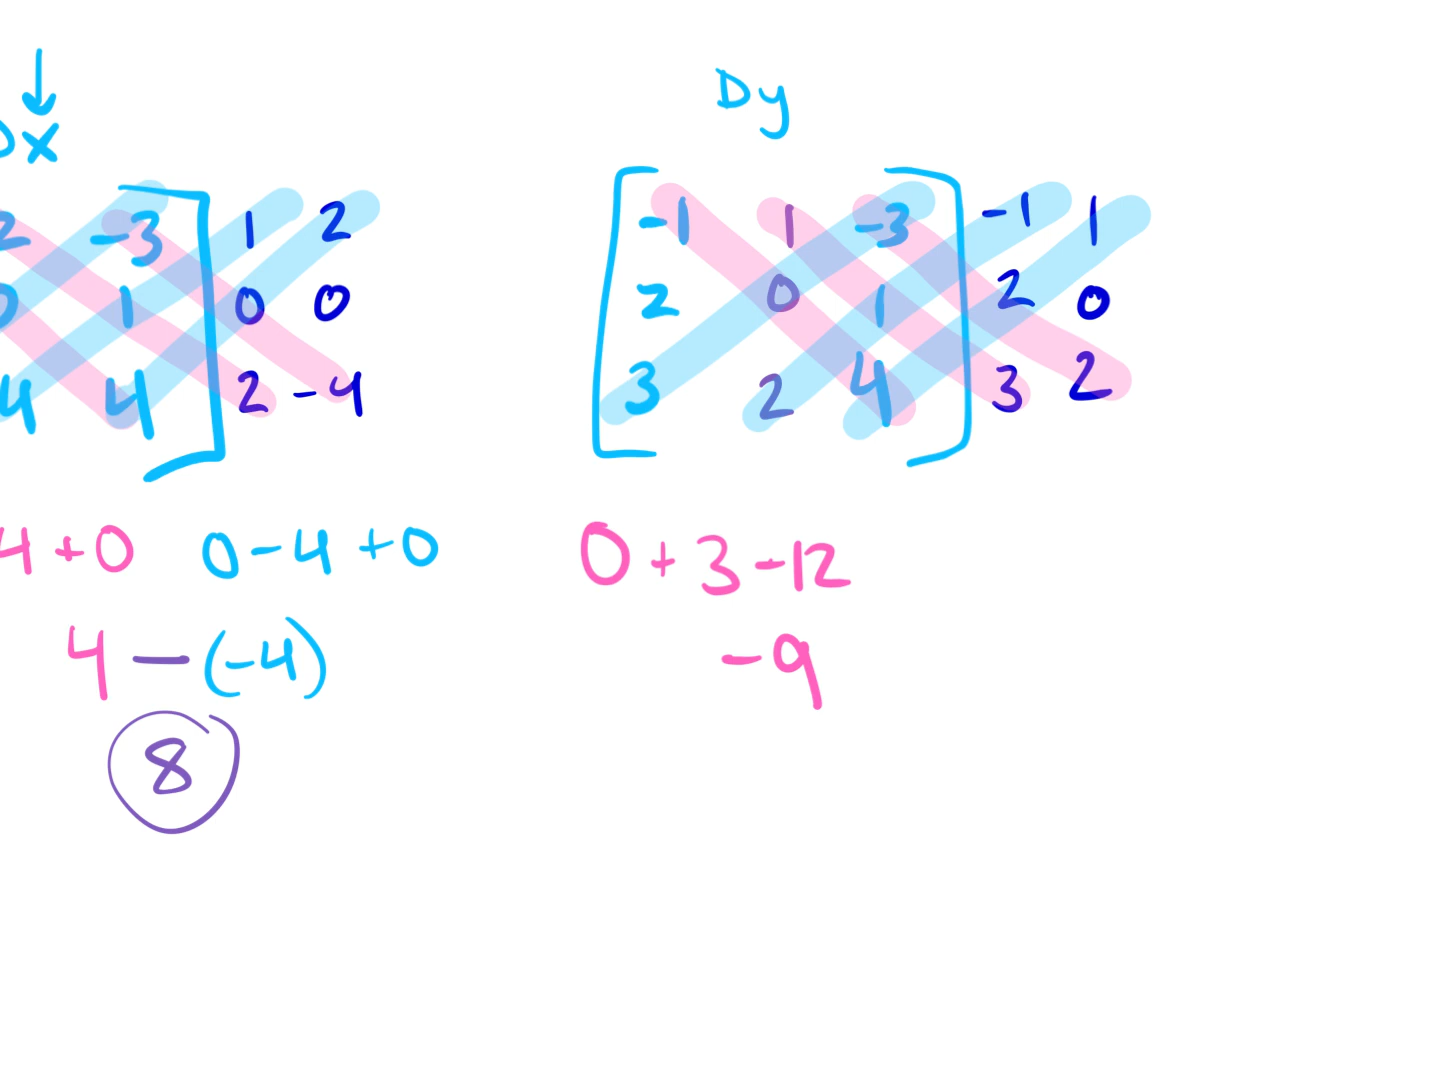 Dx
Dy
2 -3 1 2
0 1 0 0
4 4 2 -4
-1 1 -3 -1 1
2 0 1 2 0
3 2 4 3 2
4 + 0 0 - 4 + 0
0 + 3 - 12
4 - (-4)
-9
8